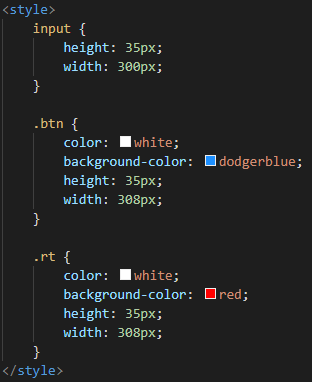 <style>
    input {
        height: 35px;
        width: 300px;
    }

    .btn {
        color: white;
        background-color: dodgerblue;
        height: 35px;
        width: 308px;
    }

    .rt {
        color: white;
        background-color: red;
        height: 35px;
        width: 308px;
    }
</style>